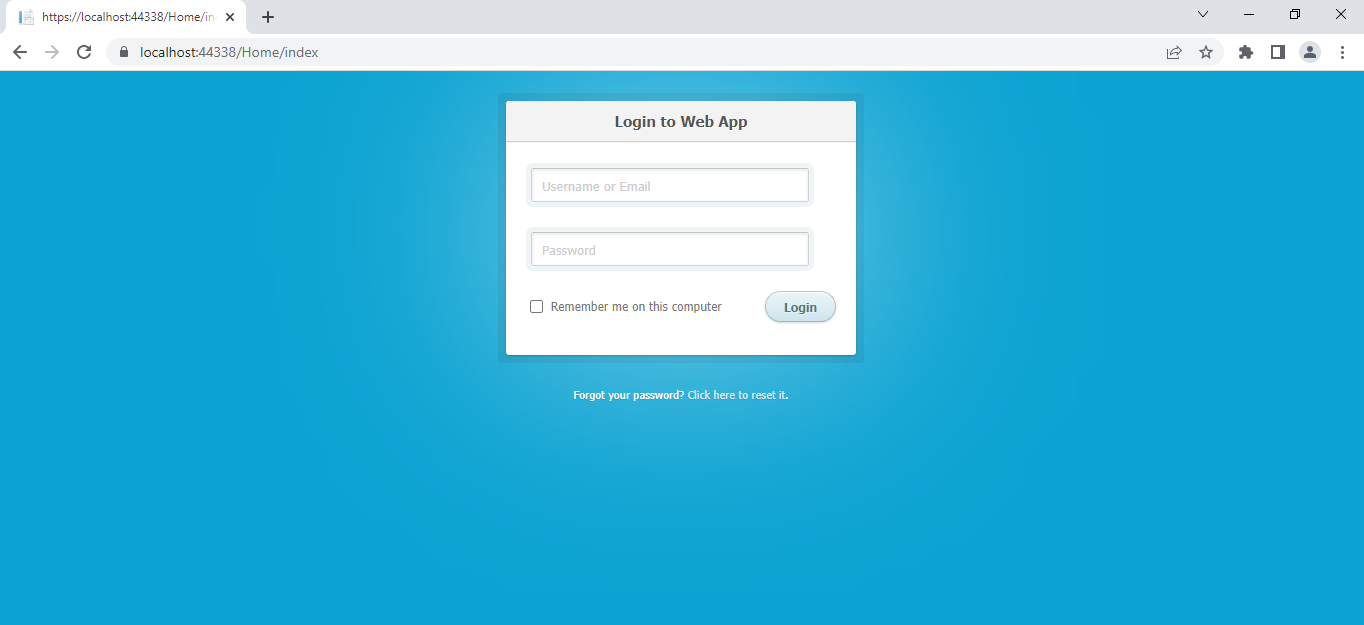 https://localhost:44338/Home/in
localhost:44338/Home/index
Login to Web App
Username or Email
Password
Remember me on this computer
Login
Forgot your password? Click here to reset it.